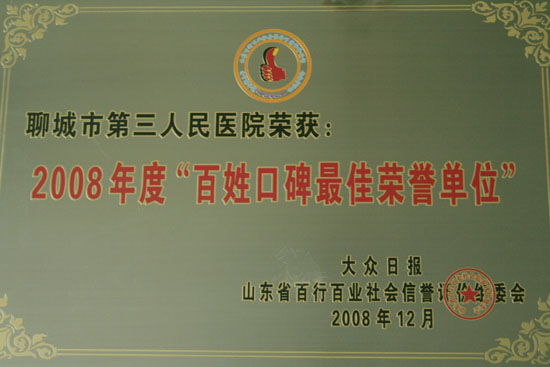 聊城市第三人民医院荣获：
2008年度“百姓口碑最佳荣誉单位”
大众日报
山东省百行百业社会信誉评价组委会
2008年12月